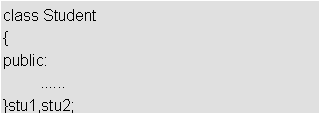 class Student
{
public:
......
}stu1,stu2;